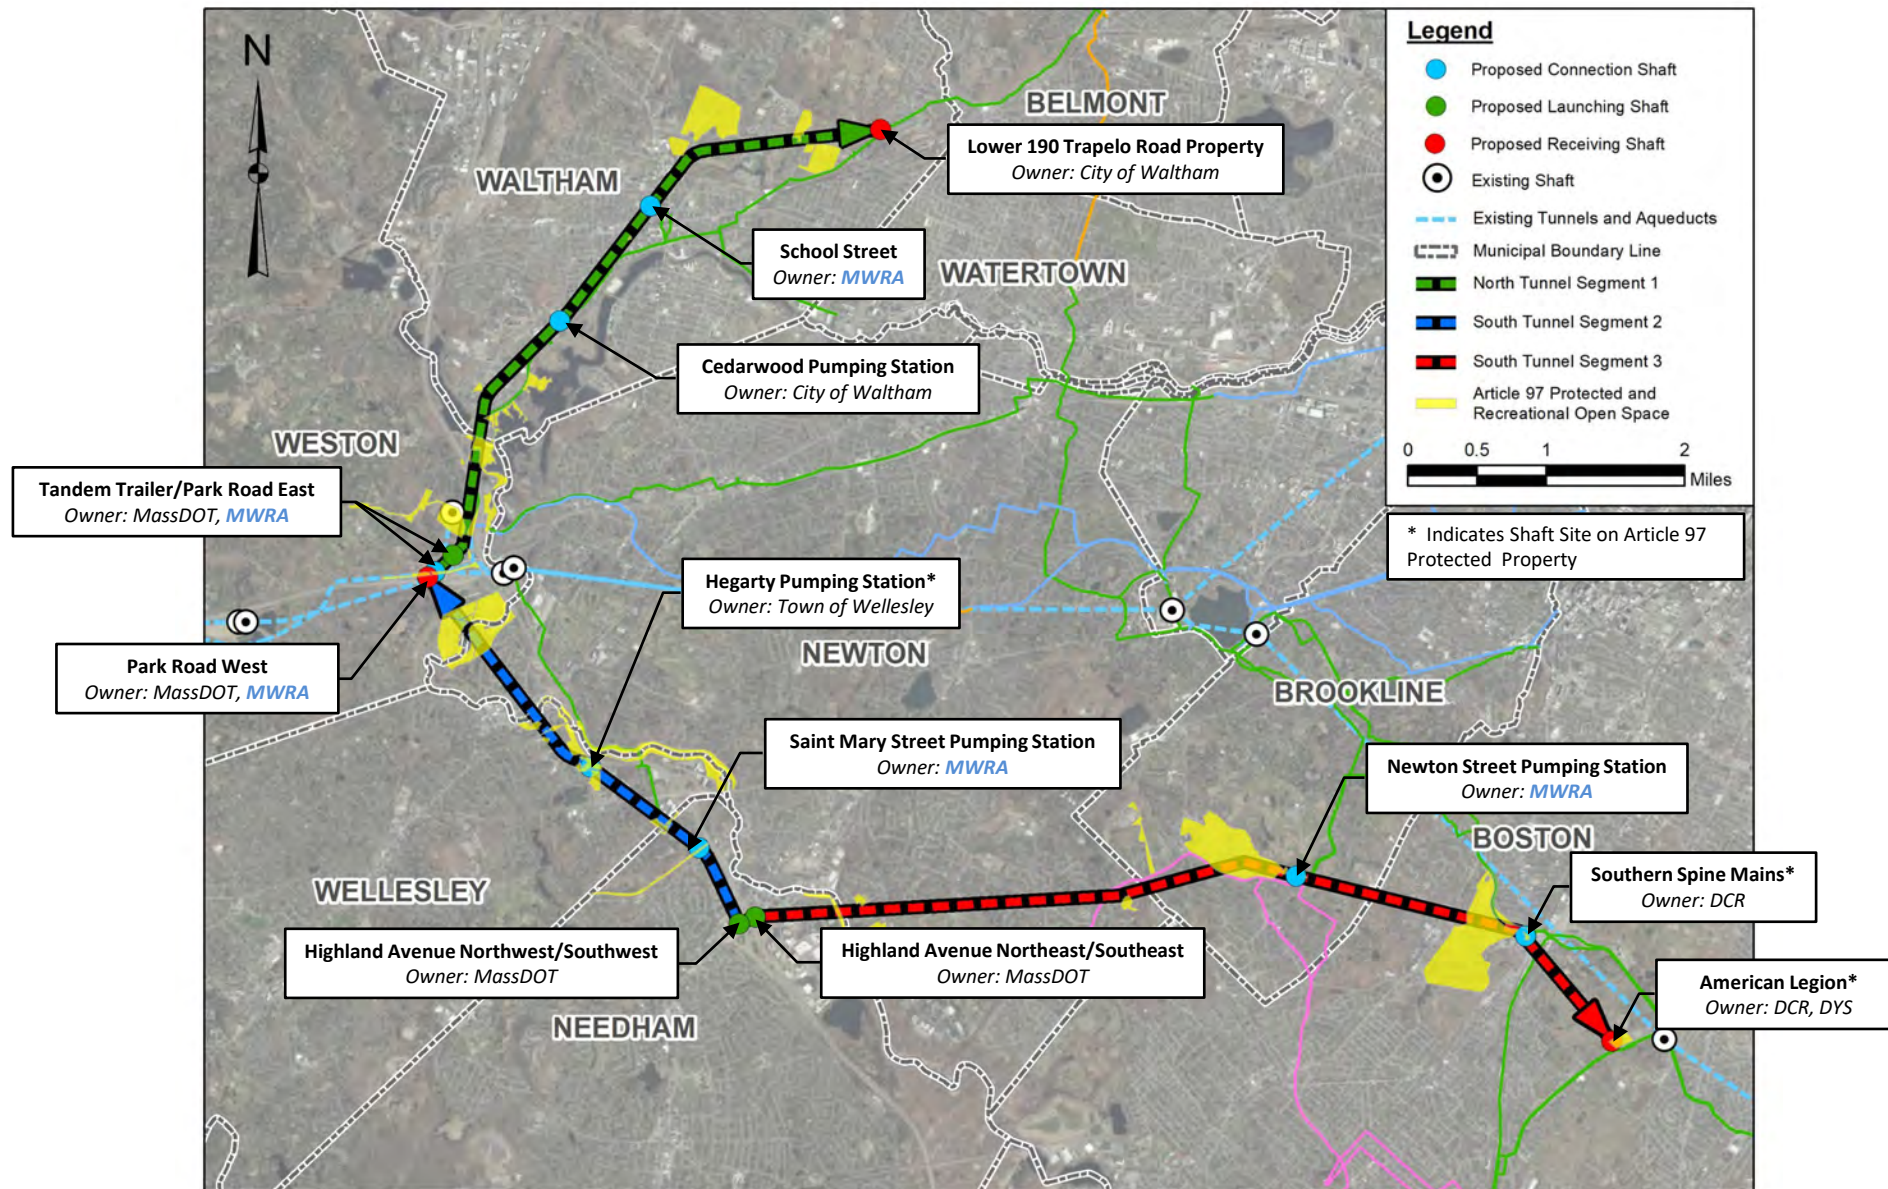 N
Legend
Proposed Connection Shaft
Proposed Launching Shaft
Proposed Receiving Shaft
Existing Shaft
Existing Tunnels and Aqueducts
Municipal Boundary Line
North Tunnel Segment 1
South Tunnel Segment 2
South Tunnel Segment 3
Article 97 Protected and
Recreational Open Space
0 0.5 1 2
Miles
* Indicates Shaft Site on Article 97
Protected Property
BELMONT
Lower 190 Trapelo Road Property
Owner: City of Waltham
WALTHAM
School Street
Owner: MWRA
WATERTOWN
Cedarwood Pumping Station
Owner: City of Waltham
WESTON
Tandem Trailer/Park Road East
Owner: MassDOT, MWRA
Hegarty Pumping Station*
Owner: Town of Wellesley
NEWTON
Park Road West
Owner: MassDOT, MWRA
BROOKLINE
Saint Mary Street Pumping Station
Owner: MWRA
Newton Street Pumping Station
Owner: MWRA
BOSTON
Southern Spine Mains*
Owner: DCR
WELLESLEY
Highland Avenue Northwest/Southwest
Owner: MassDOT
Highland Avenue Northeast/Southeast
Owner: MassDOT
American Legion*
Owner: DCR, DYS
NEEDHAM